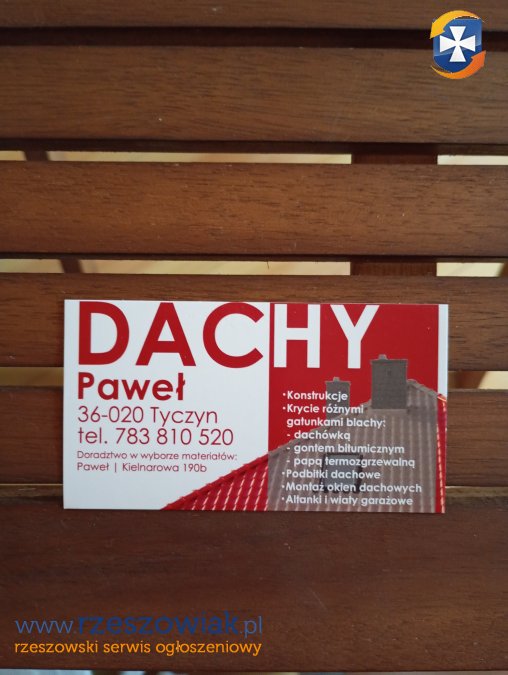 DACHY
Paweł
36-020 Tyczyn
tel. 783 810 520
Doradztwo w wyborze materiałów:
Paweł | Kielnarowa 190b
•Konstrukcje
•Krycie różnymi
gatunkami blachy:
- dachówką
- gontem bitumicznym
- papą termozgrzewalną
•Podbitki dachowe
•Montaż okien dachowych
•Altanki i wiaty garażowe
www.rzeszowiak.pl
rzeszowski serwis ogłoszeniowy